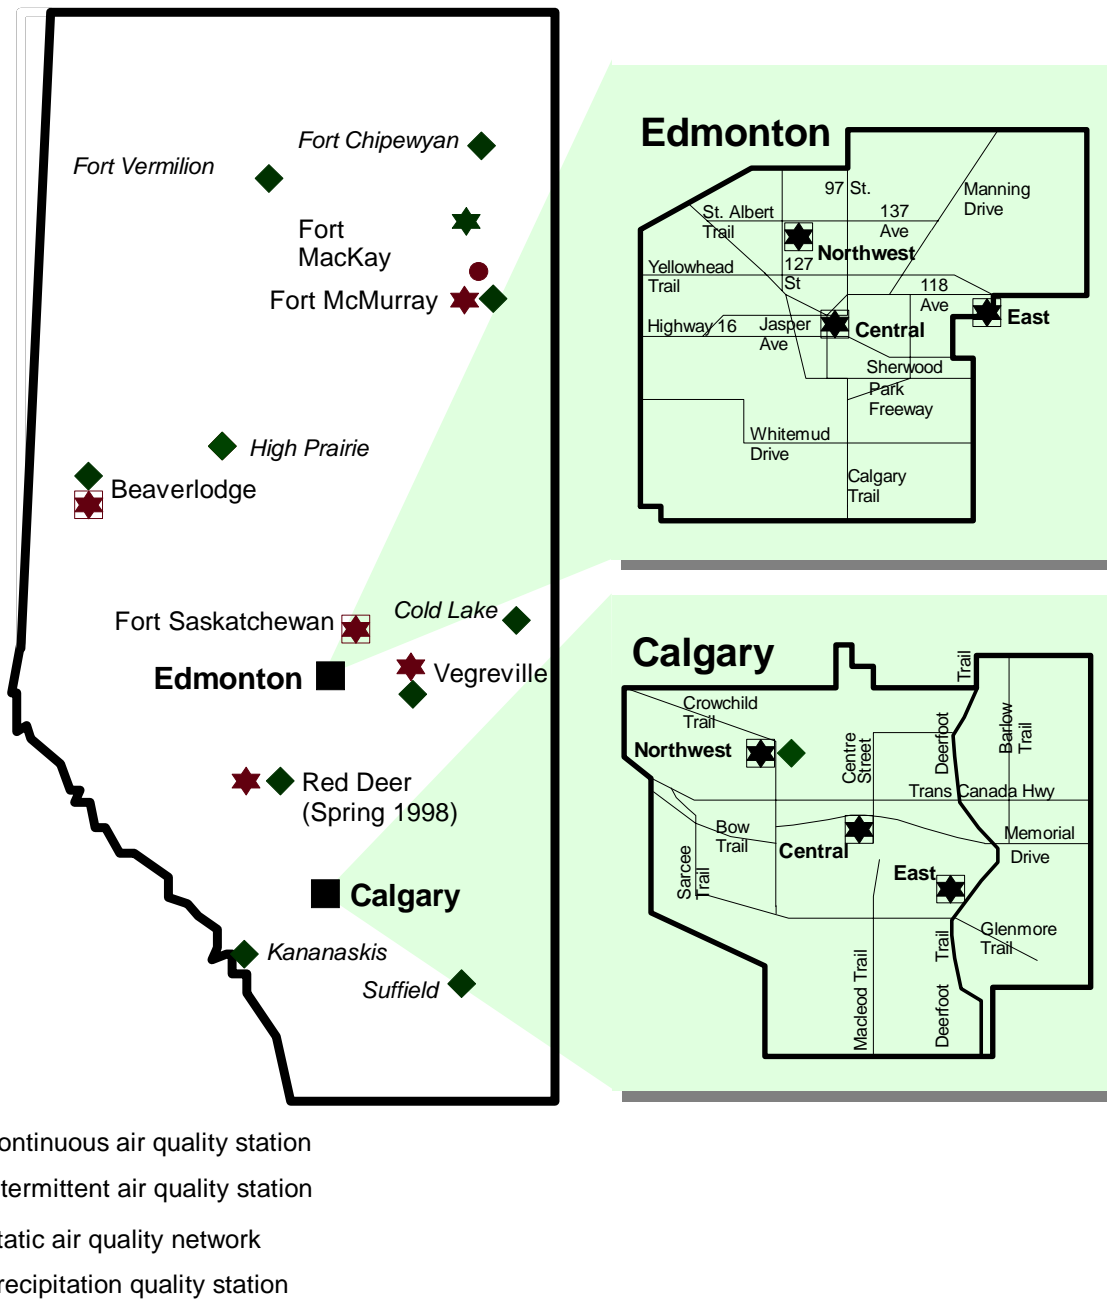 Fort Chipewyan
Fort Vermilion
Fort
MacKay
Fort McMurray
High Prairie
Beaverlodge
Cold Lake
Fort Saskatchewan
Edmonton
Vegreville
Red Deer
(Spring 1998)
Calgary
Kananaskis
Suffield
Edmonton
97 St.
Manning
Drive
St. Albert
Trail
137
Ave
Northwest
Yellowhead
Trail
127
St
118
Ave
East
Highway 16
Jasper
Ave
Central
Sherwood
Park
Freeway
Whitemud
Drive
Calgary
Trail
Calgary
Trail
Crowchild
Trail
Deerfoot
Barlow
Trail
Northwest
Centre
Street
Trans Canada Hwy
Bow
Trail
Memorial
Drive
Central
Sarcee
Trail
East
Glenmore
Trail
Trail
Macleod Trail
Deerfoot
ontinuous air quality station
termittent air quality station
tatic air quality network
recipitation quality station